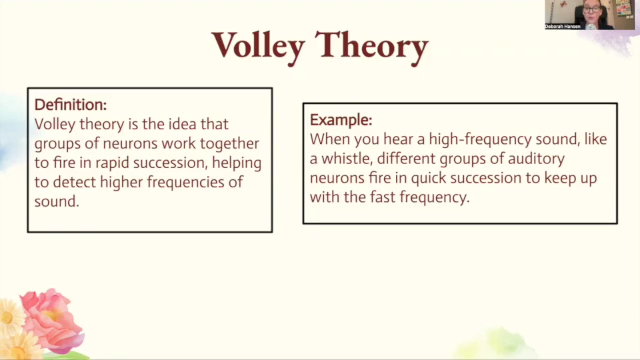 Deborah Hansen
Volley Theory
Definition:
Volley theory is the idea that
groups of neurons work together
to fire in rapid succession, helping
to detect higher frequencies of
sound.
Example:
When you hear a high-frequency sound, like
a whistle, different groups of auditory
neurons fire in quick succession to keep up
with the fast frequency.